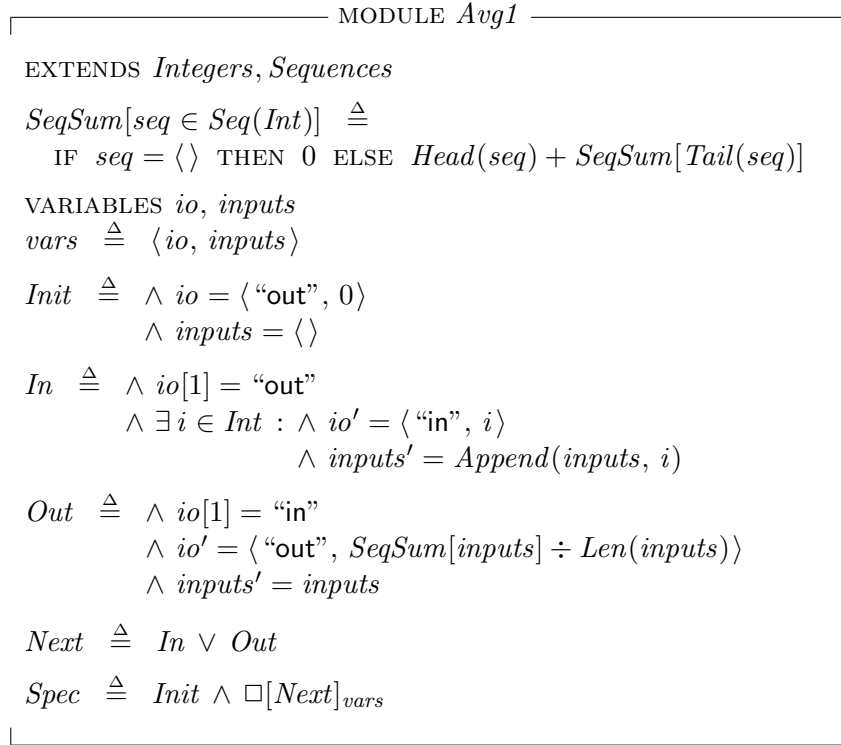 MODULE Avg1
EXTENDS Integers, Sequences
SeqSum[seq ∈ Seq(Int)] ≜
IF seq = ⟨ ⟩ THEN 0 ELSE Head(seq) + SeqSum[Tail(seq)]
VARIABLES io, inputs
vars ≜ ⟨io, inputs⟩
Init ≜ ∧ io = ⟨“out”, 0⟩
∧ inputs = ⟨ ⟩
In ≜ ∧ io[1] = “out”
∧ ∃ i ∈ Int : ∧ io′ = ⟨“in”, i⟩
∧ inputs′ = Append(inputs, i)
Out ≜ ∧ io[1] = “in”
∧ io′ = ⟨“out”, SeqSum[inputs] ÷ Len(inputs)⟩
∧ inputs′ = inputs
Next ≜ In ∨ Out
Spec ≜ Init ∧ □[Next]vars